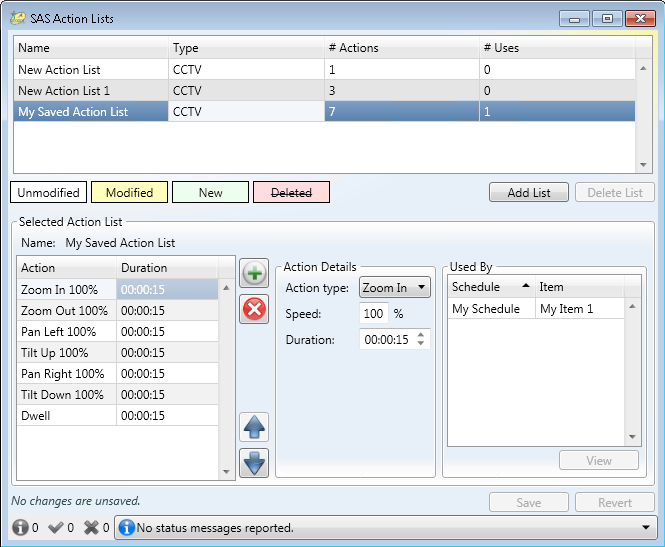 SAS Action Lists
Name Type # Actions # Uses
New Action List CCTV 1 0
New Action List 1 CCTV 3 0
My Saved Action List CCTV 7 1
Unmodified Modified New Deleted Add List Delete List
Selected Action List
Name: My Saved Action List
Action Duration
Zoom In 100% 00:00:15
Zoom Out 100% 00:00:15
Pan Left 100% 00:00:15
Tilt Up 100% 00:00:15
Pan Right 100% 00:00:15
Tilt Down 100% 00:00:15
Dwell 00:00:15
Action Details
Action type: Zoom In
Speed: 100 %
Duration: 00:00:15
Used By
Schedule Item
My Schedule My Item 1
View
No changes are unsaved. Save Revert
0 0 0 No status messages reported.